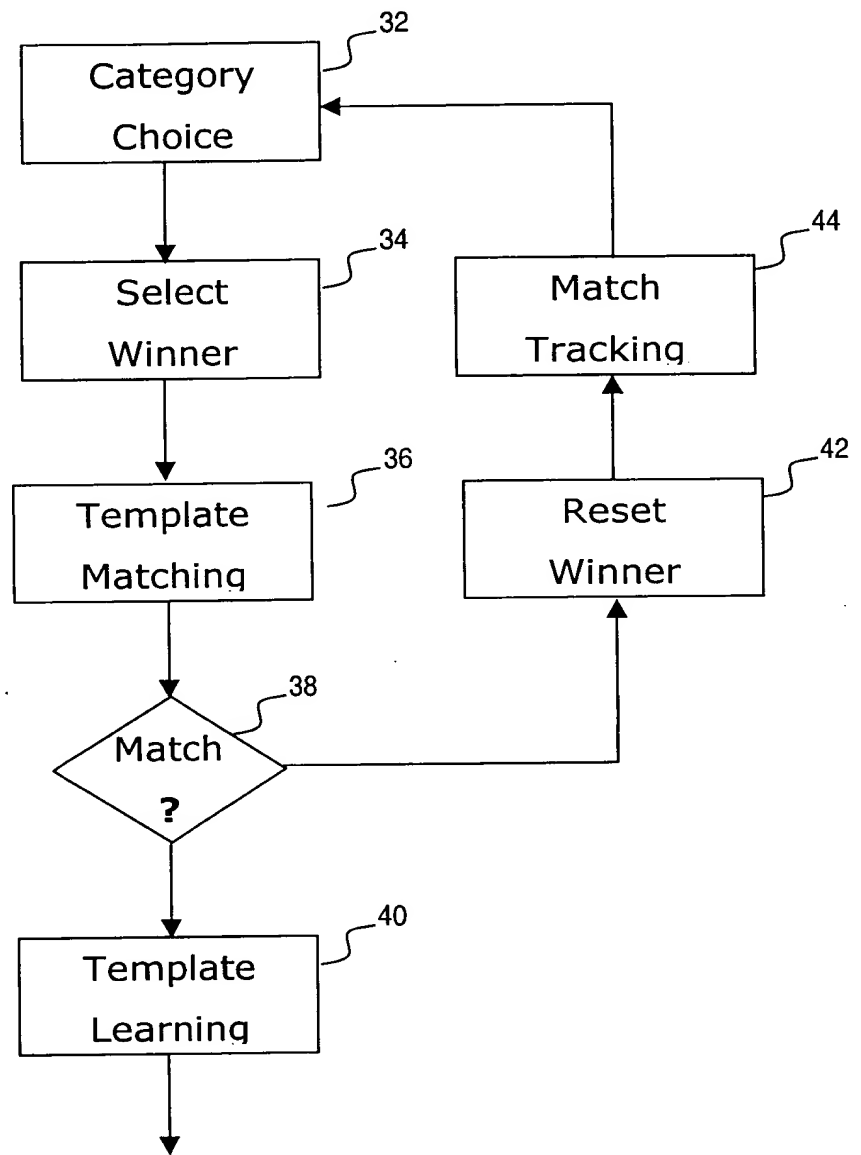 32
Category
Choice
34
Select
Winner
44
Match
Tracking
36
Template
Matching
42
Reset
Winner
38
Match
?
40
Template
Learning